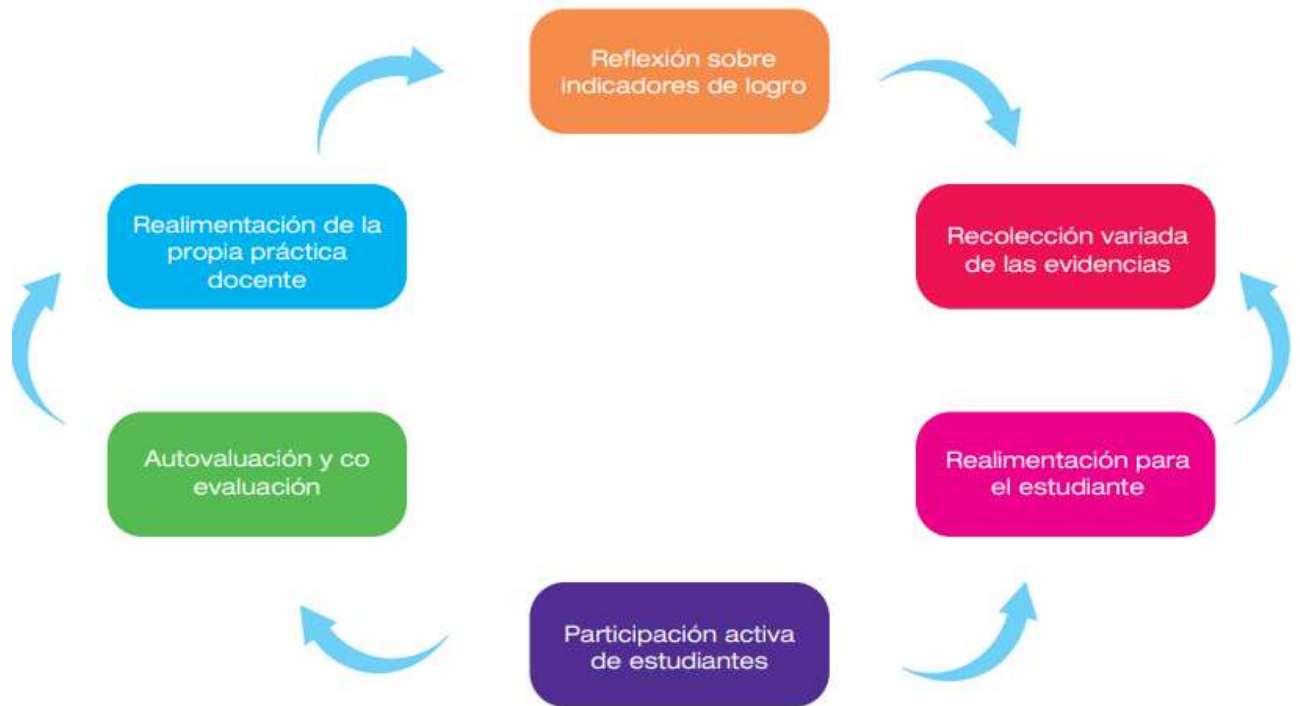 Reflexión sobre
indicadores de logro
Realimentación de la
propia práctica
docente
Recolección variada
de las evidencias
Autovaluación y co
evaluación
Realimentación para
el estudiante
Participación activa
de estudiantes